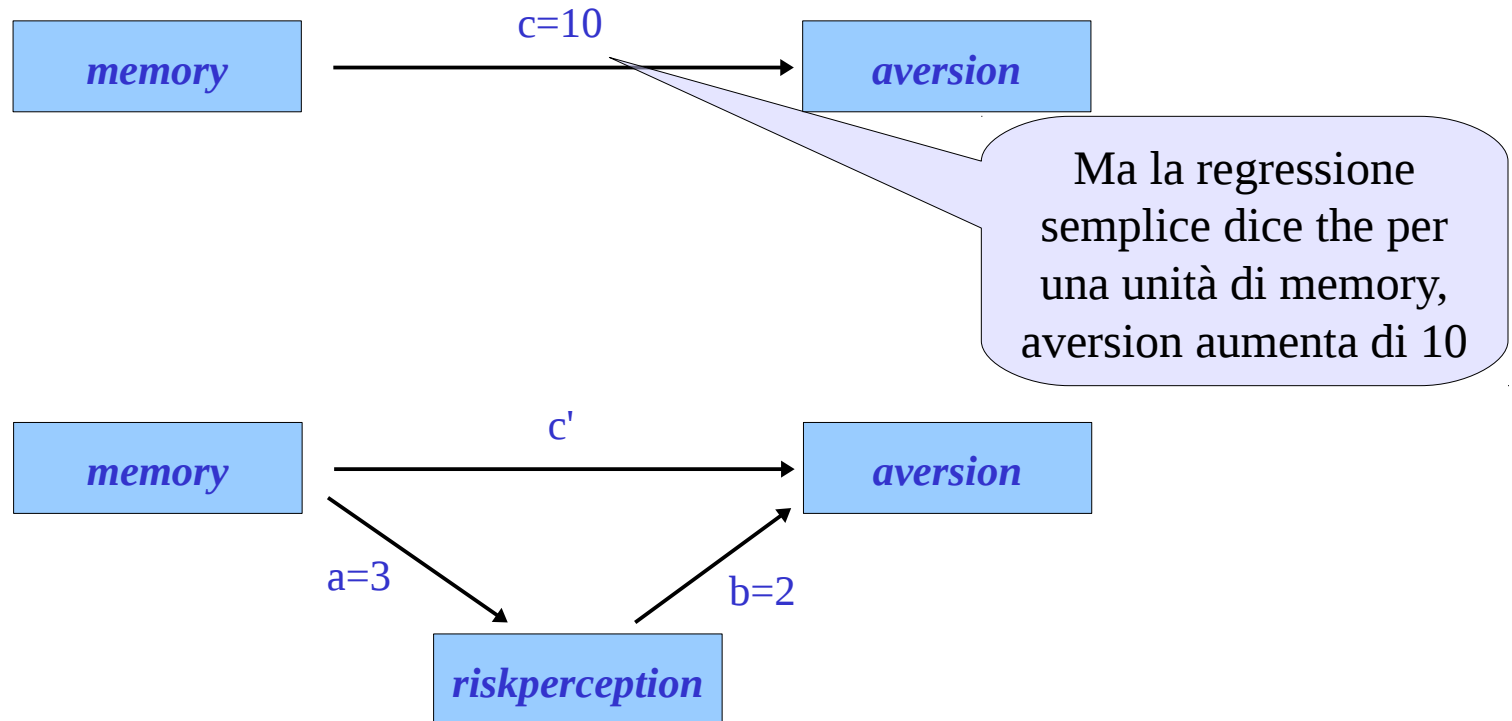 c=10
memory
aversion
Ma la regressione
semplice dice the per
una unità di memory,
aversion aumenta di 10
c'
memory
aversion
a=3
b=2
riskperception